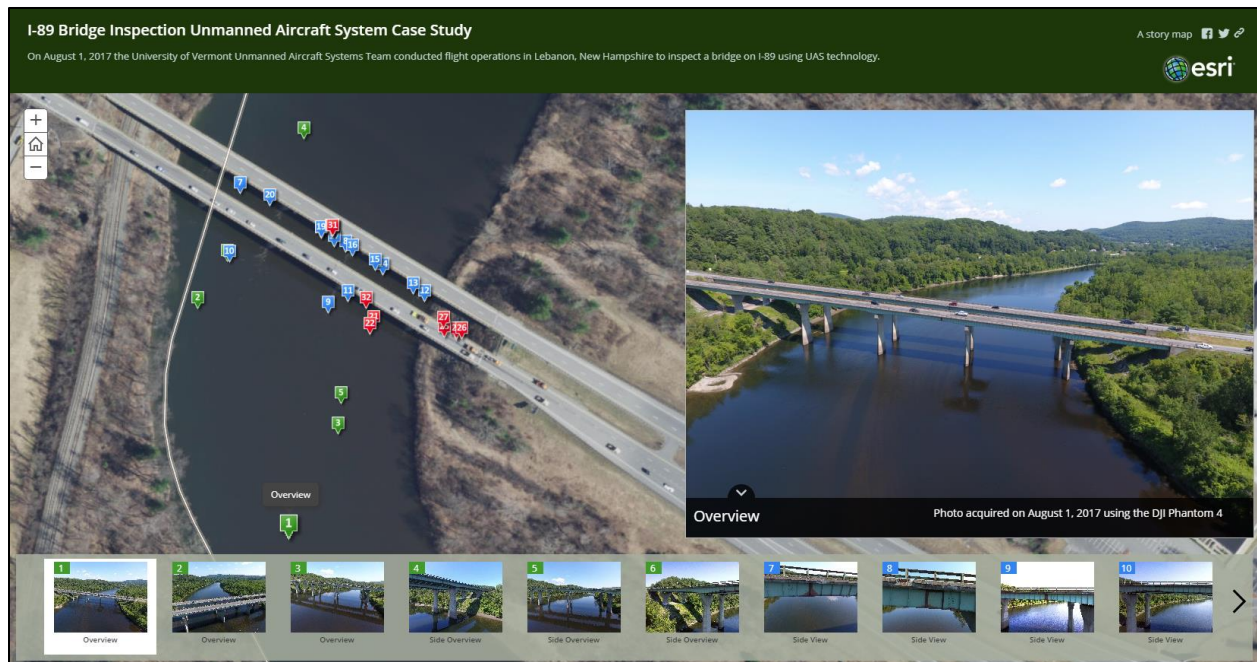 I-89 Bridge Inspection Unmanned Aircraft System Case Study
On August 1, 2017 the University of Vermont Unmanned Aircraft Systems Team conducted flight operations in Lebanon, New Hampshire to inspect a bridge on I-89 using UAS technology.
A story map
esri
+
−
4
7
20
19
31
8
16
10
15
4
13
12
2
11
32
9
21
22
27
26
5
3
Overview
1
Overview
Photo acquired on August 1, 2017 using the DJI Phantom 4
1
2
3
4
5
6
7
8
9
10
Overview
Overview
Overview
Side Overview
Side Overview
Side Overview
Side View
Side View
Side View
Side View